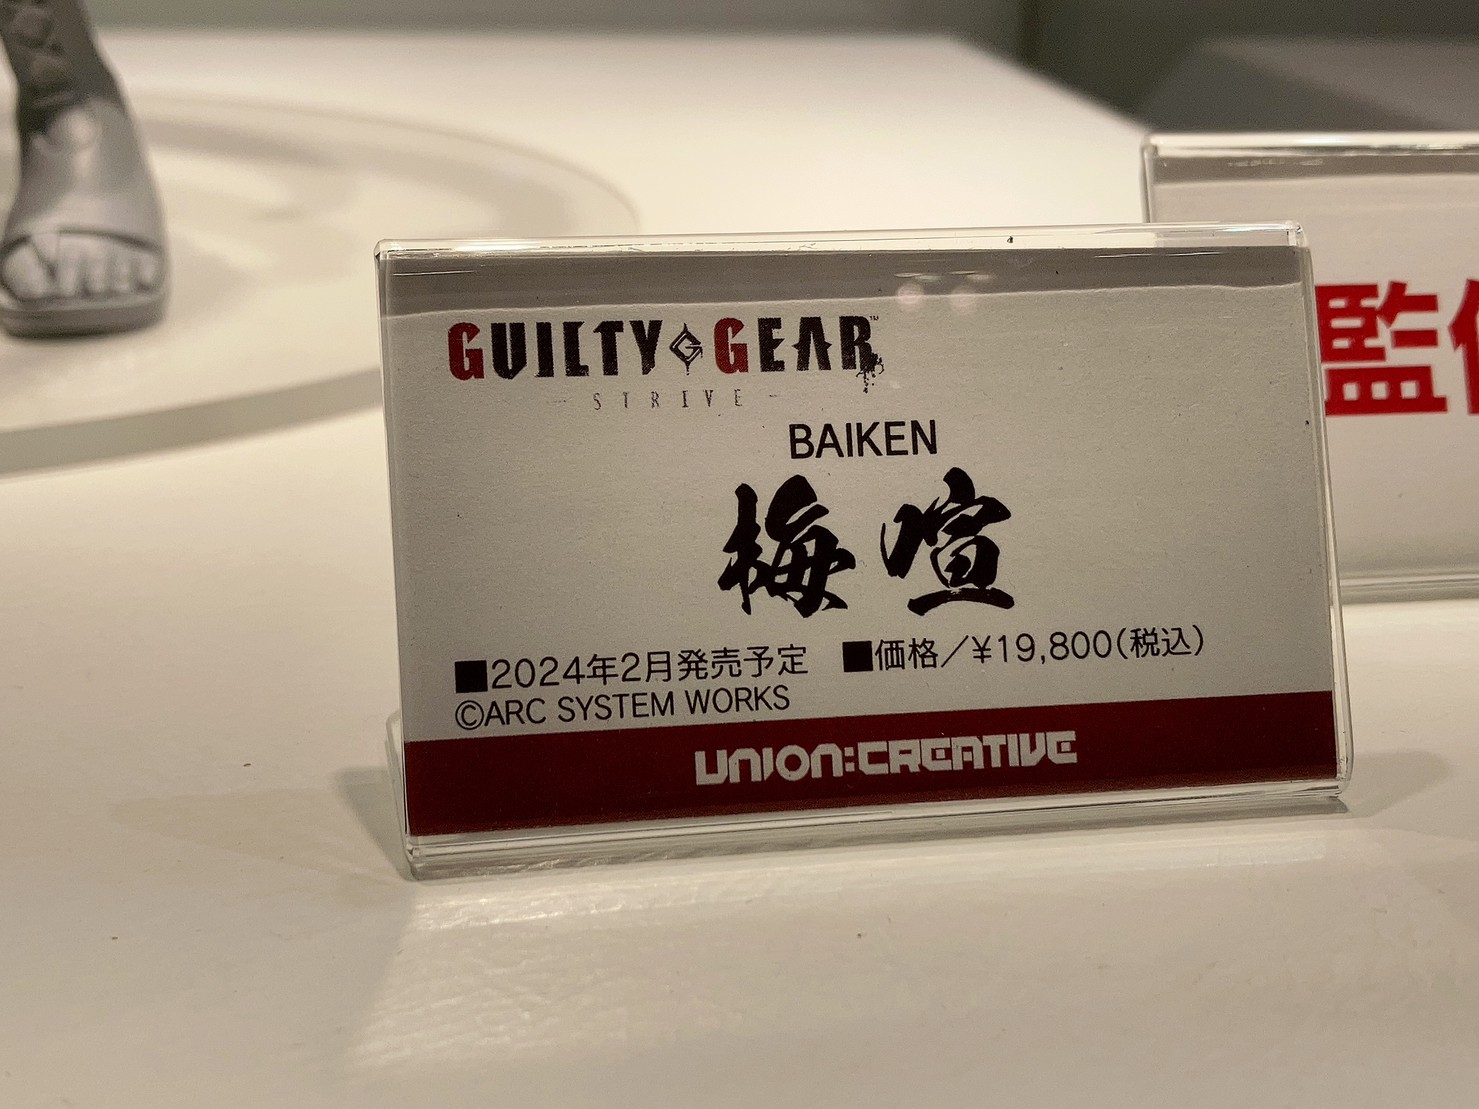 GUILTY GEAR™
STRIVE
BAIKEN
梅喧
■2024年2月発売予定 ■価格/¥19,800(税込)
©ARC SYSTEM WORKS
UNION:CREATIVE
監